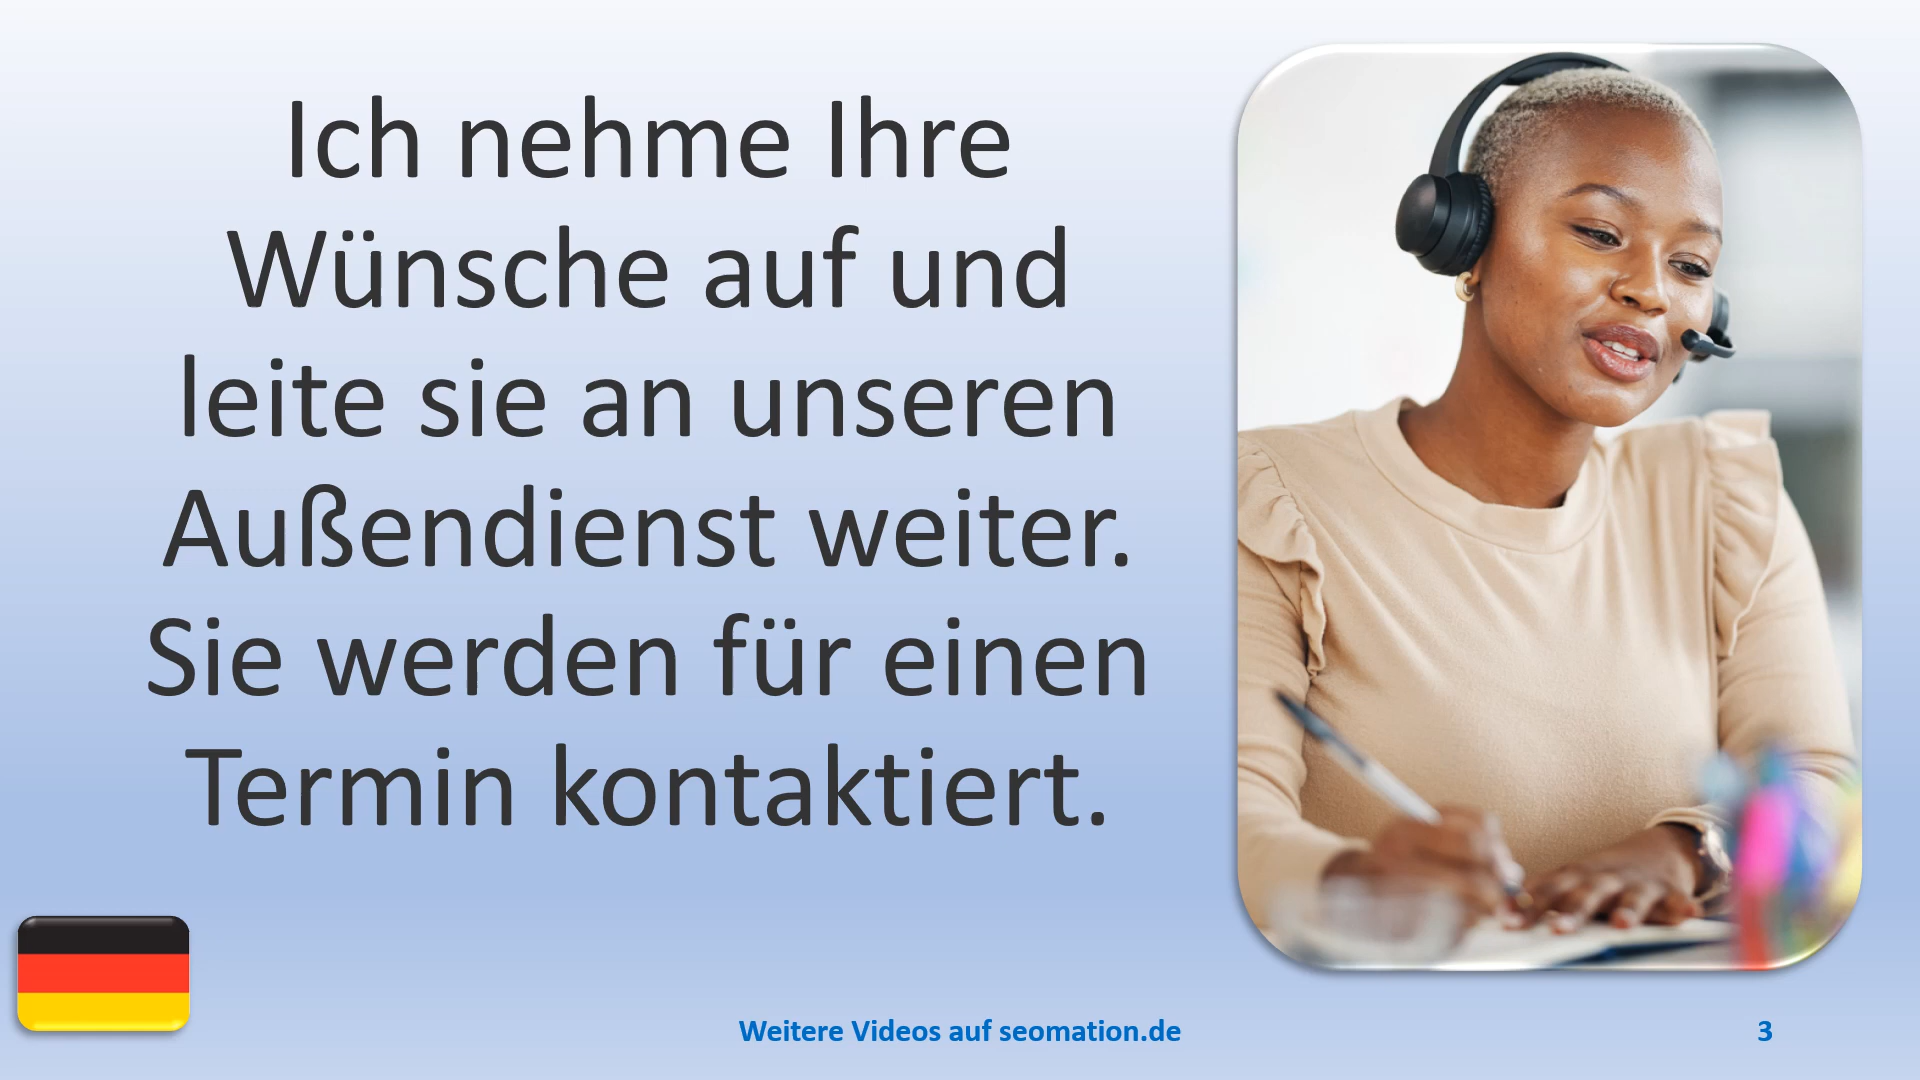 Ich nehme Ihre
Wünsche auf und
leite sie an unseren
Außendienst weiter.
Sie werden für einen
Termin kontaktiert.
Weitere Videos auf seomation.de
3